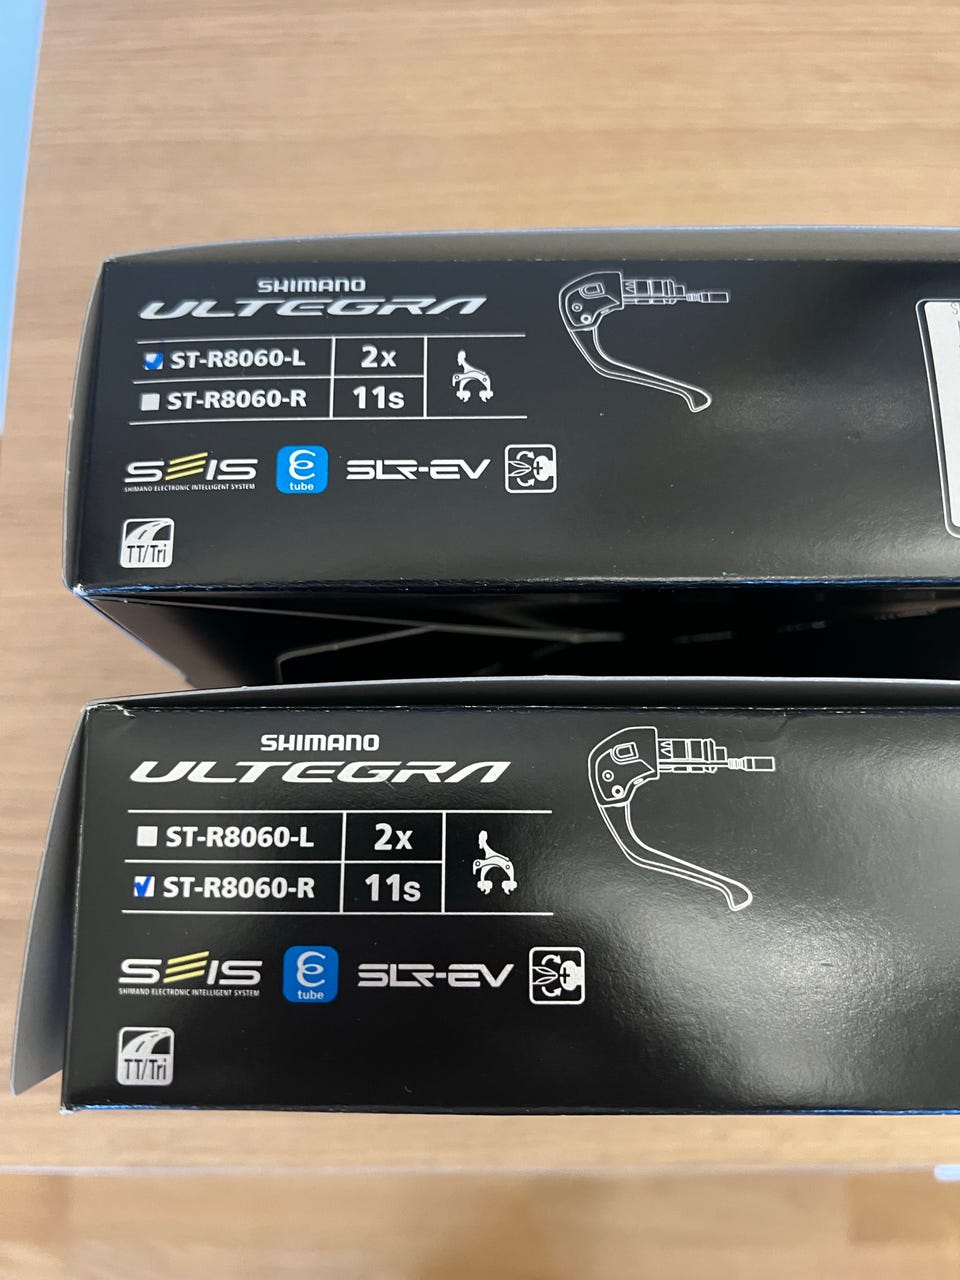 SHIMANO
ULTEGRA
ST-R8060-L 2x
ST-R8060-R 11s
S
SEIS
SHIMANO ELECTRONIC INTELLIGENT SYSTEM
tube
SLR-EV
TT/Tri
SHIMANO
ULTEGRA
ST-R8060-L 2x
ST-R8060-R 11s
SEIS
SHIMANO ELECTRONIC INTELLIGENT SYSTEM
tube
SLR-EV
TT/Tri